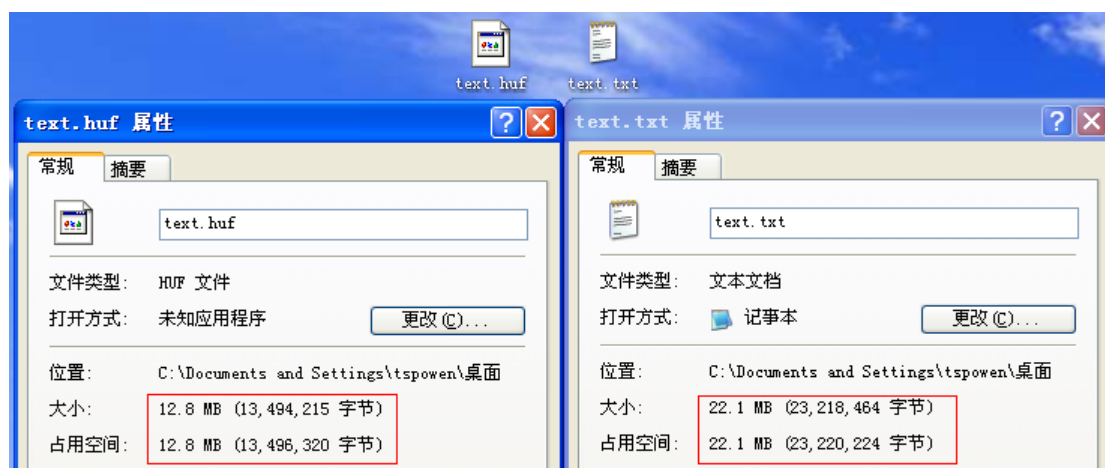 text.huf
text.txt
text.huf 属性
常规
摘要
text.huf
文件类型: HUF 文件
打开方式: 未知应用程序 更改(C)...
位置: C:\Documents and Settings\tspowen\桌面
大小: 12.8 MB (13,494,215 字节)
占用空间: 12.8 MB (13,496,320 字节)
text.txt 属性
常规
摘要
text.txt
文件类型: 文本文档
打开方式: 记事本 更改(C)...
位置: C:\Documents and Settings\tspowen\桌面
大小: 22.1 MB (23,218,464 字节)
占用空间: 22.1 MB (23,220,224 字节)